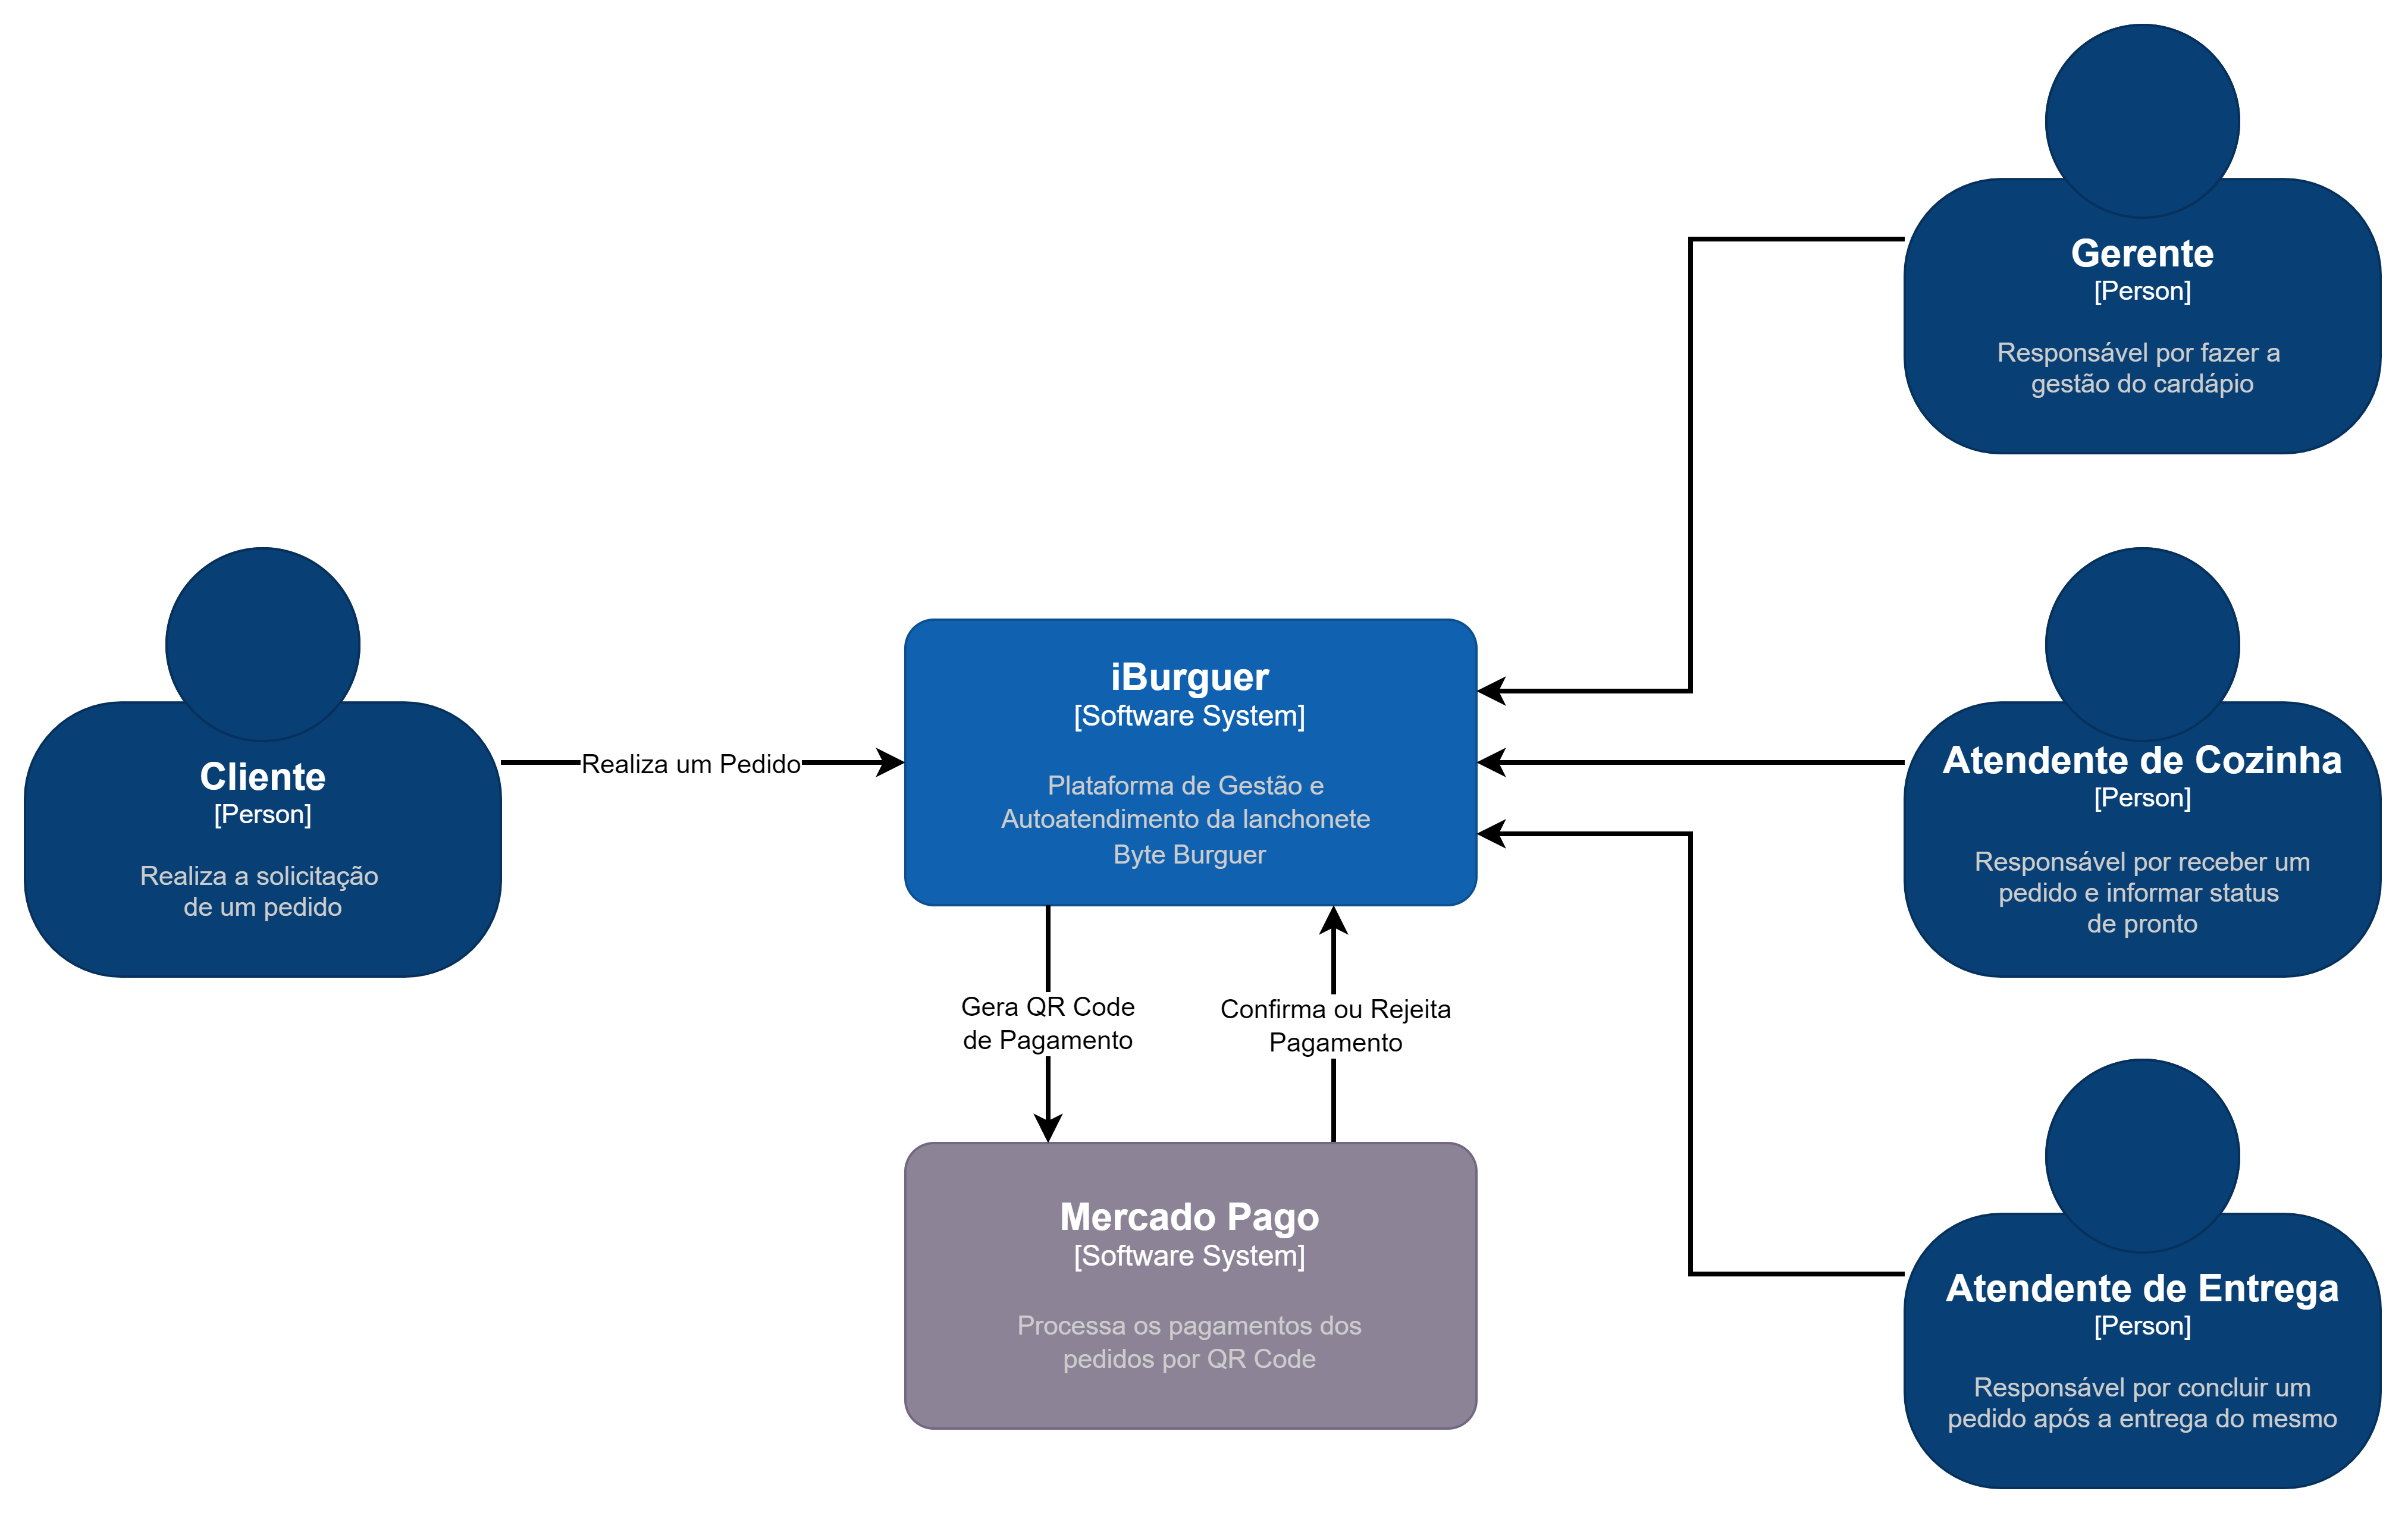 Gerente
[Person]
Responsável por fazer a
gestão do cardápio
Cliente
[Person]
Realiza a solicitação
de um pedido
Realiza um Pedido
iBurguer
[Software System]
Plataforma de Gestão e
Autoatendimento da lanchonete
Byte Burguer
Atendente de Cozinha
[Person]
Responsável por receber um
pedido e informar status
de pronto
Gera QR Code
de Pagamento
Confirma ou Rejeita
Pagamento
Mercado Pago
[Software System]
Processa os pagamentos dos
pedidos por QR Code
Atendente de Entrega
[Person]
Responsável por concluir um
pedido após a entrega do mesmo